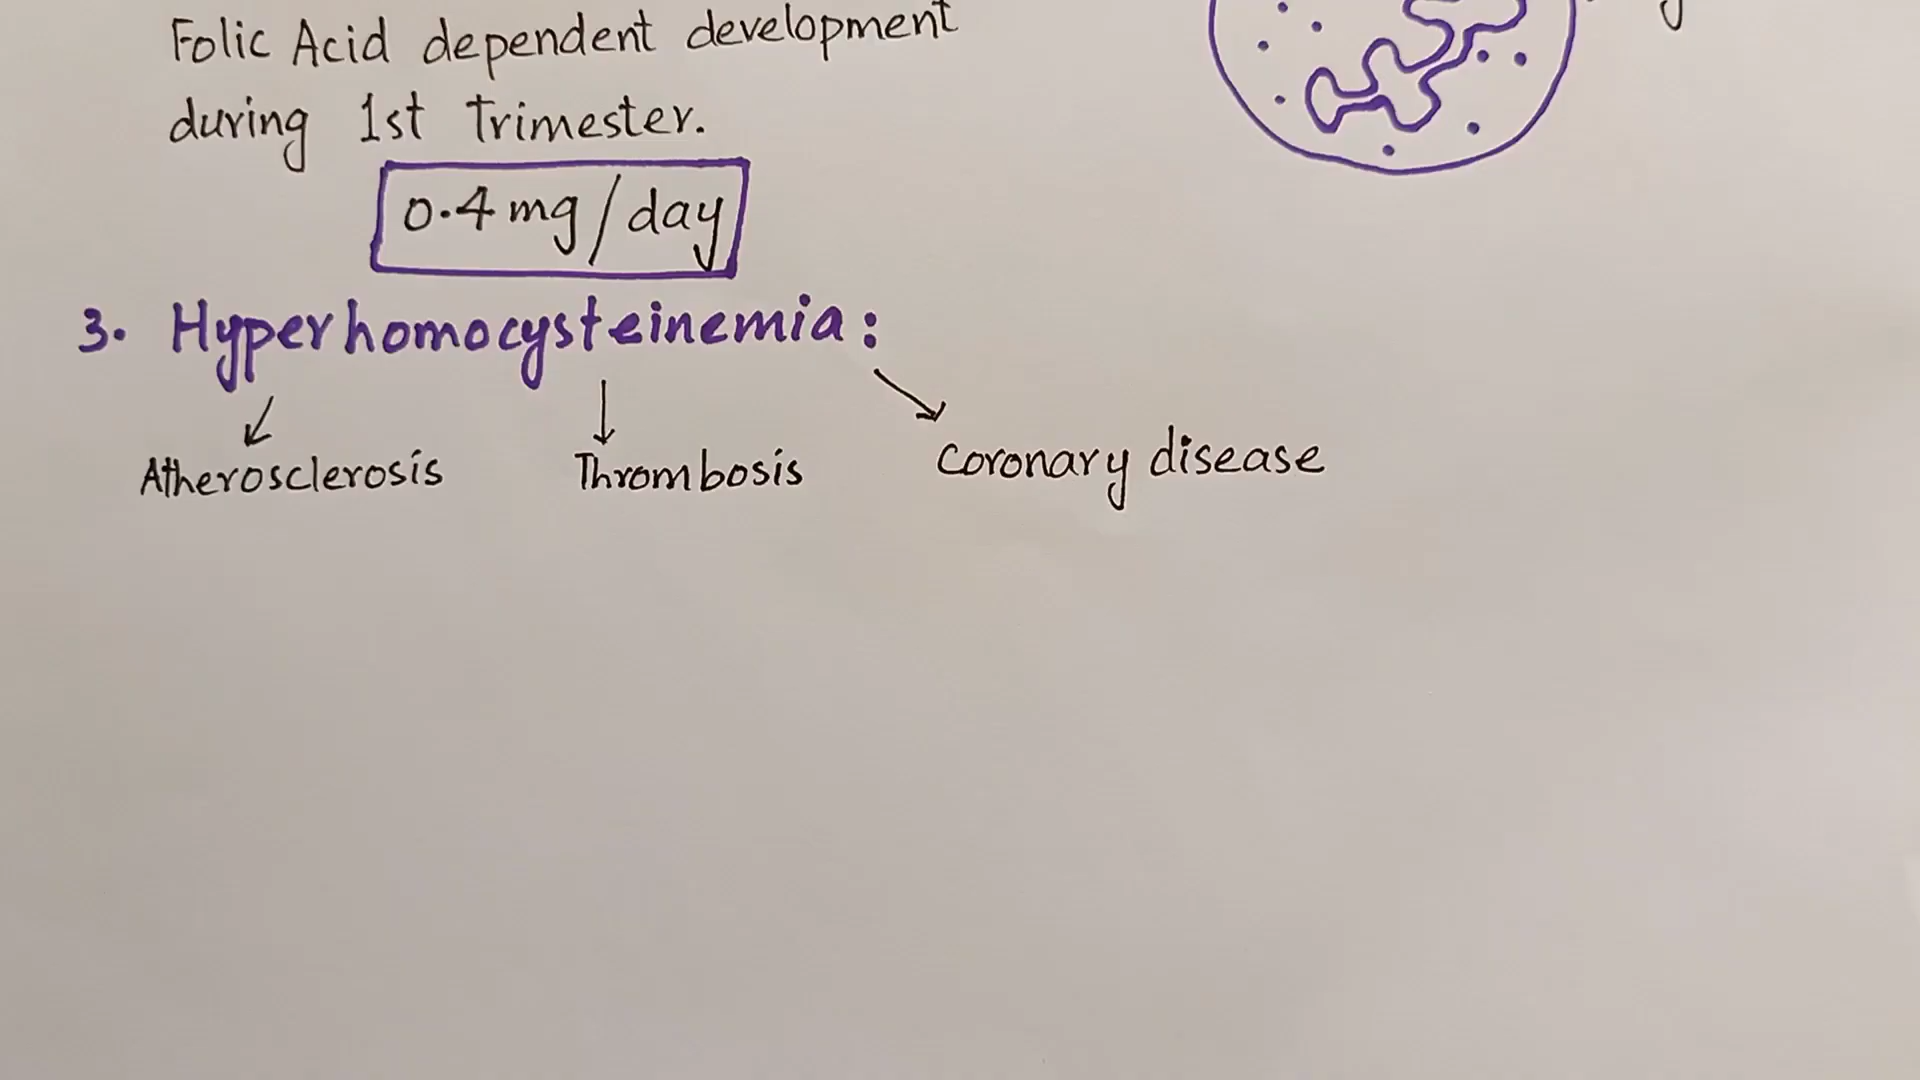 Folic Acid dependent development
during 1st Trimester.
0.4 mg/day
3. Hyperhomocysteinemia:
Atherosclerosis Thrombosis Coronary disease